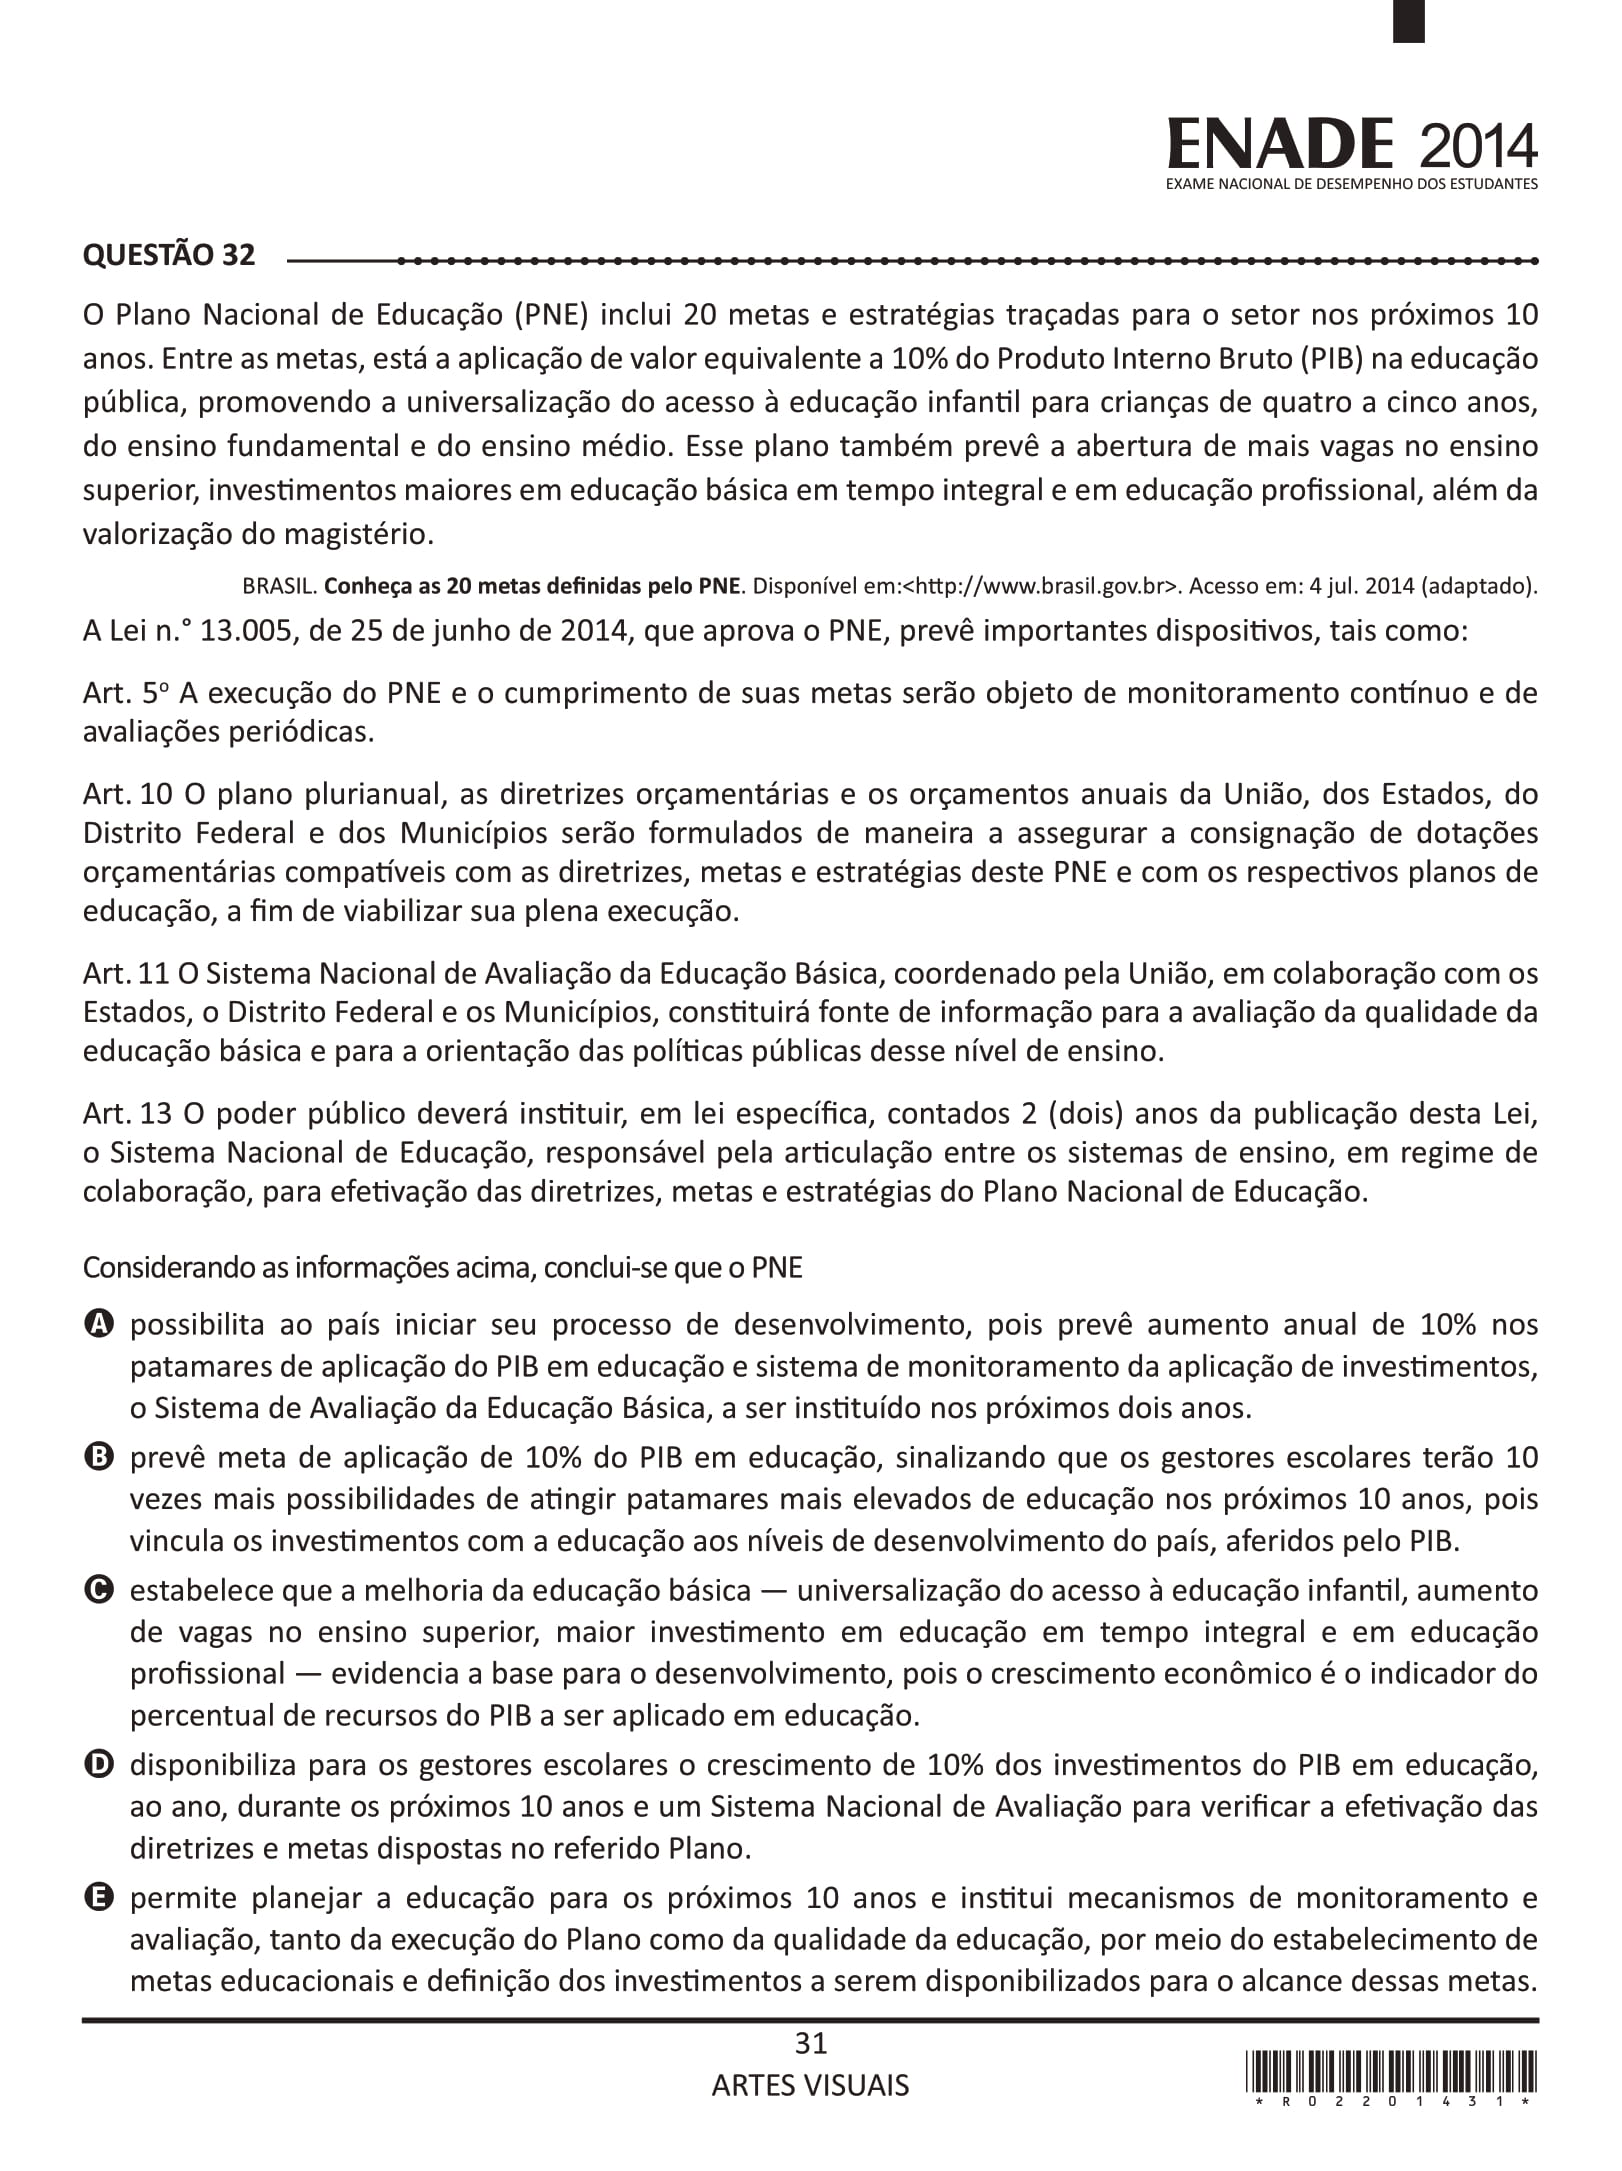 ENADE 2014
EXAME NACIONAL DE DESEMPENHO DOS ESTUDANTES
QUESTÃO 32
O Plano Nacional de Educação (PNE) inclui 20 metas e estratégias traçadas para o setor nos próximos 10
anos. Entre as metas, está a aplicação de valor equivalente a 10% do Produto Interno Bruto (PIB) na educação
pública, promovendo a universalização do acesso à educação infantil para crianças de quatro a cinco anos,
do ensino fundamental e do ensino médio. Esse plano também prevê a abertura de mais vagas no ensino
superior, investimentos maiores em educação básica em tempo integral e em educação profissional, além da
valorização do magistério.
BRASIL. Conheça as 20 metas definidas pelo PNE. Disponível em:<http://www.brasil.gov.br>. Acesso em: 4 jul. 2014 (adaptado).
A Lei n.° 13.005, de 25 de junho de 2014, que aprova o PNE, prevê importantes dispositivos, tais como:
Art. 5º A execução do PNE e o cumprimento de suas metas serão objeto de monitoramento contínuo e de
avaliações periódicas.
Art. 10 O plano plurianual, as diretrizes orçamentárias e os orçamentos anuais da União, dos Estados, do
Distrito Federal e dos Municípios serão formulados de maneira a assegurar a consignação de dotações
orçamentárias compatíveis com as diretrizes, metas e estratégias deste PNE e com os respectivos planos de
educação, a fim de viabilizar sua plena execução.
Art. 11 O Sistema Nacional de Avaliação da Educação Básica, coordenado pela União, em colaboração com os
Estados, o Distrito Federal e os Municípios, constituirá fonte de informação para a avaliação da qualidade da
educação básica e para a orientação das políticas públicas desse nível de ensino.
Art. 13 O poder público deverá instituir, em lei específica, contados 2 (dois) anos da publicação desta Lei,
o Sistema Nacional de Educação, responsável pela articulação entre os sistemas de ensino, em regime de
colaboração, para efetivação das diretrizes, metas e estratégias do Plano Nacional de Educação.
Considerando as informações acima, conclui-se que o PNE
A possibilita ao país iniciar seu processo de desenvolvimento, pois prevê aumento anual de 10% nos
patamares de aplicação do PIB em educação e sistema de monitoramento da aplicação de investimentos,
o Sistema de Avaliação da Educação Básica, a ser instituído nos próximos dois anos.
B prevê meta de aplicação de 10% do PIB em educação, sinalizando que os gestores escolares terão 10
vezes mais possibilidades de atingir patamares mais elevados de educação nos próximos 10 anos, pois
vincula os investimentos com a educação aos níveis de desenvolvimento do país, aferidos pelo PIB.
C estabelece que a melhoria da educação básica — universalização do acesso à educação infantil, aumento
de vagas no ensino superior, maior investimento em educação em tempo integral e em educação
profissional — evidencia a base para o desenvolvimento, pois o crescimento econômico é o indicador do
percentual de recursos do PIB a ser aplicado em educação.
D disponibiliza para os gestores escolares o crescimento de 10% dos investimentos do PIB em educação,
ao ano, durante os próximos 10 anos e um Sistema Nacional de Avaliação para verificar a efetivação das
diretrizes e metas dispostas no referido Plano.
E permite planejar a educação para os próximos 10 anos e institui mecanismos de monitoramento e
avaliação, tanto da execução do Plano como da qualidade da educação, por meio do estabelecimento de
metas educacionais e definição dos investimentos a serem disponibilizados para o alcance dessas metas.
31
ARTES VISUAIS
*R02201431*